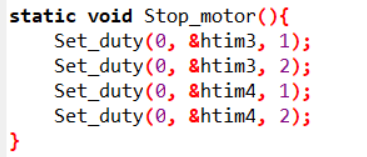 static void Stop_motor(){
    Set_duty(0, &htim3, 1);
    Set_duty(0, &htim3, 2);
    Set_duty(0, &htim4, 1);
    Set_duty(0, &htim4, 2);
}